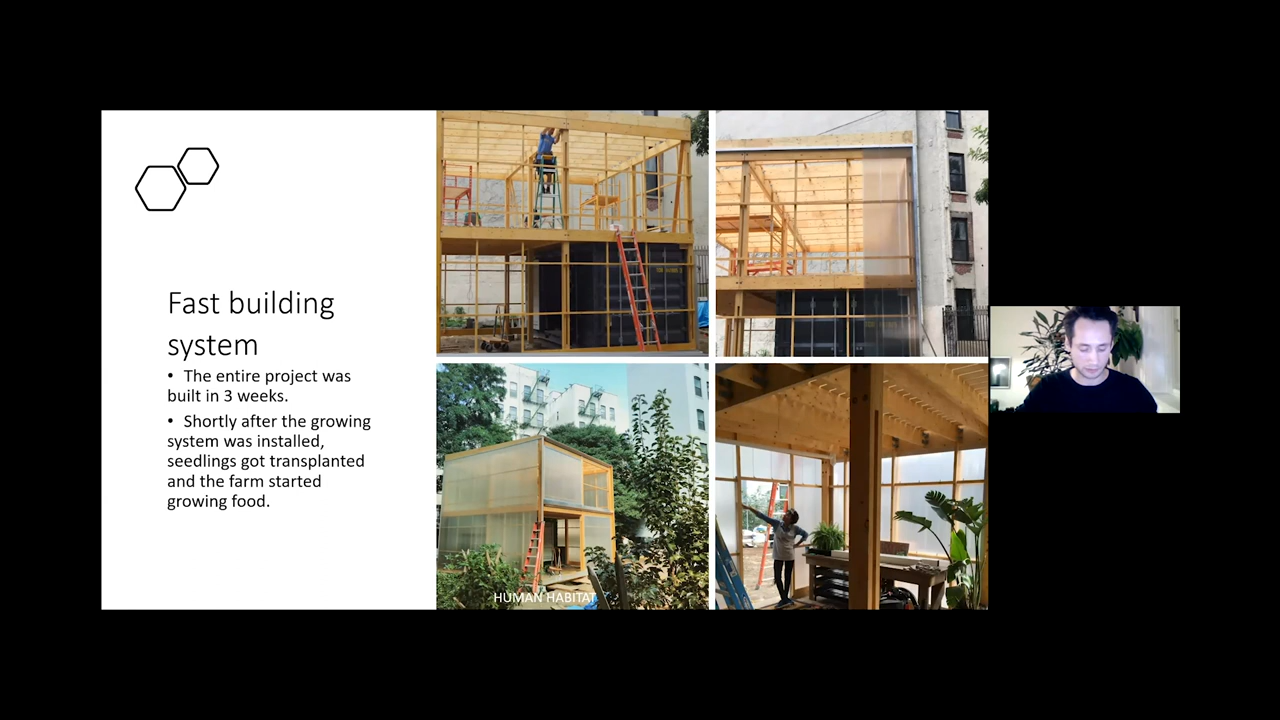 Fast building
system
• The entire project was
built in 3 weeks.
• Shortly after the growing
system was installed,
seedlings got transplanted
and the farm started
growing food.
HUMAN HABITAT